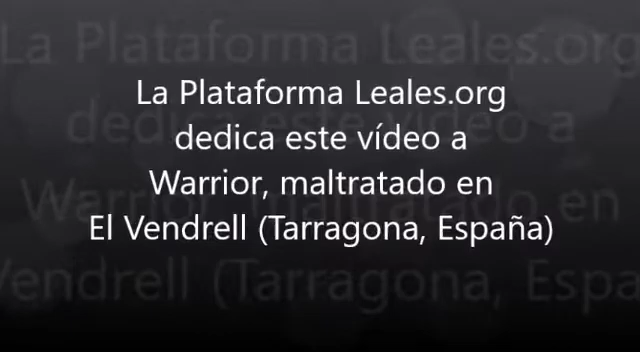 La Plataforma Leales.org
dedica este vídeo a
Warrior, maltratado en
El Vendrell (Tarragona, España)